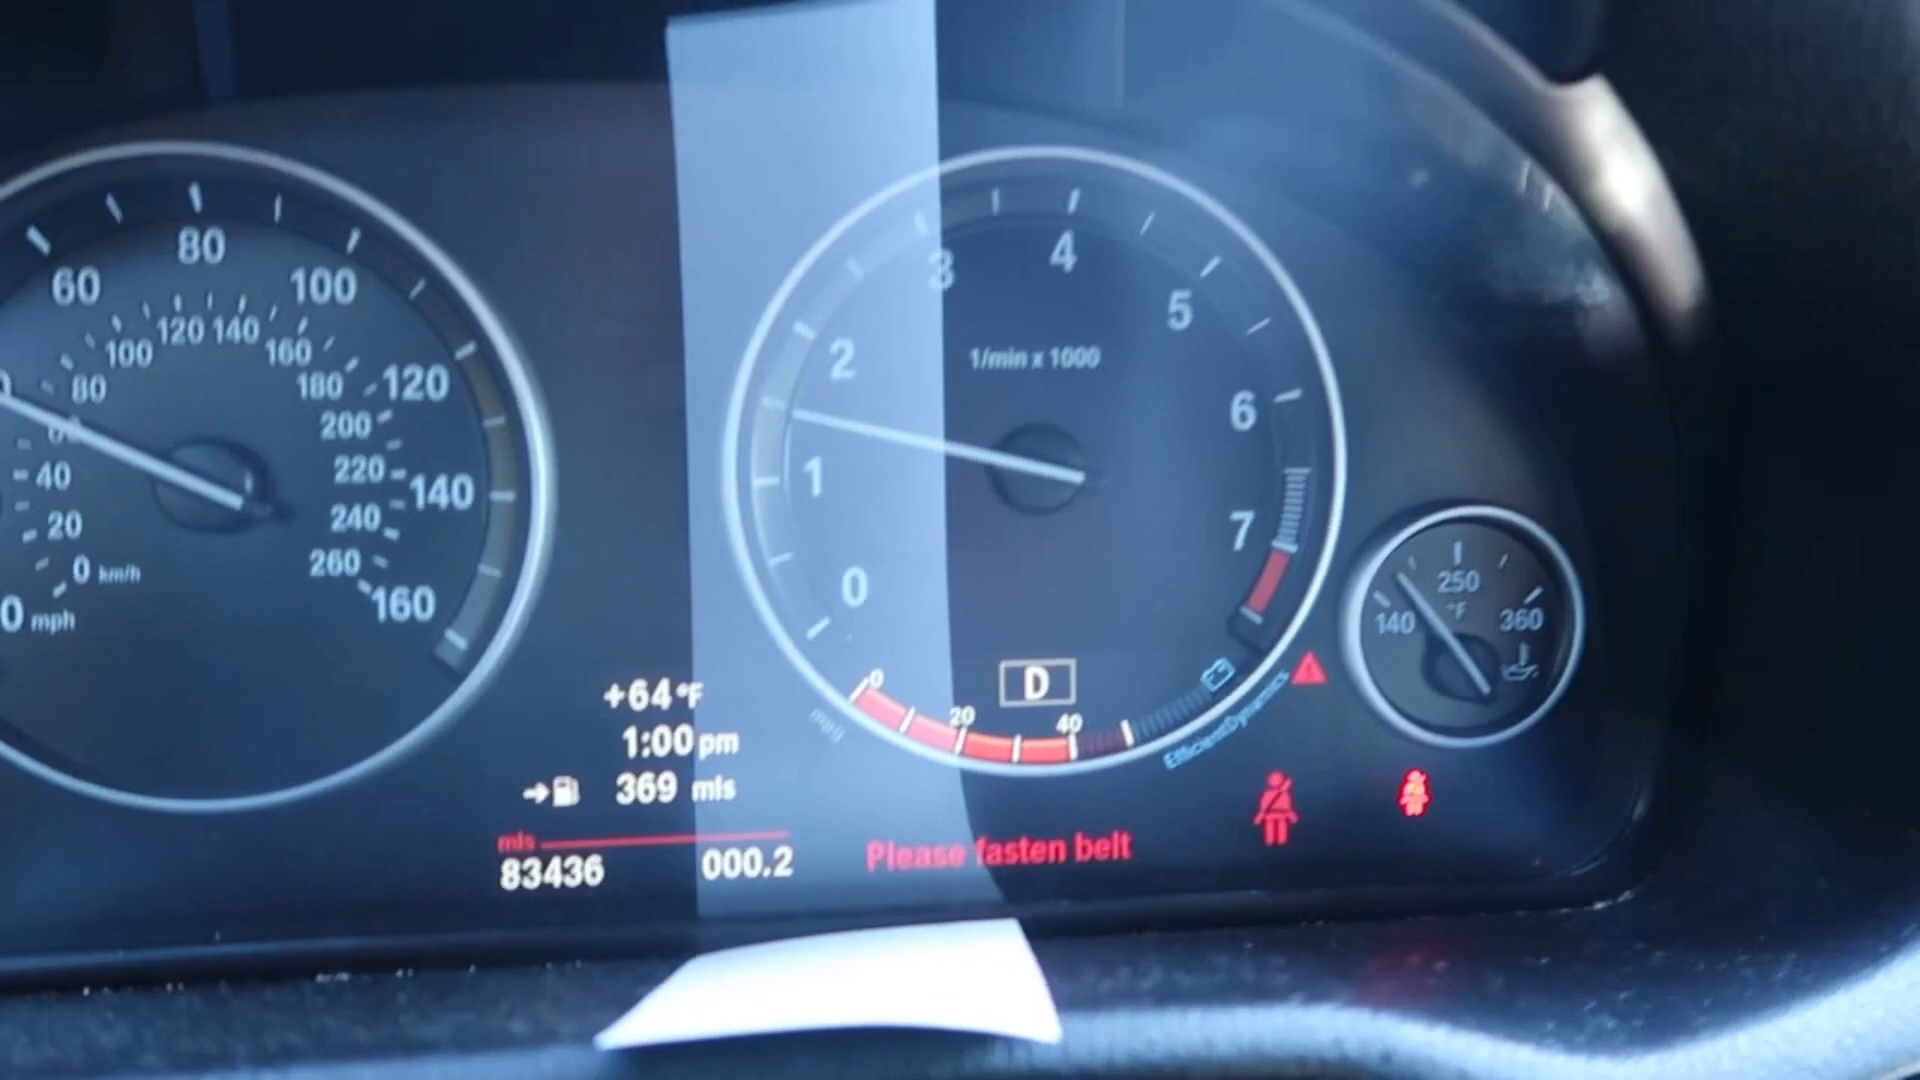 60 80 100 120 140 160
0 mph
0 km/h
20 40 80 100 120 140 160 180 200 220 240 260
0 1 2 3 4 5 6 7
1/min x 1000
D
0 20 40
mpg
EfficientDynamics
140 250 360
°F
+64°F
1:00 pm
369 mls
mls
83436 000.2
Please fasten belt